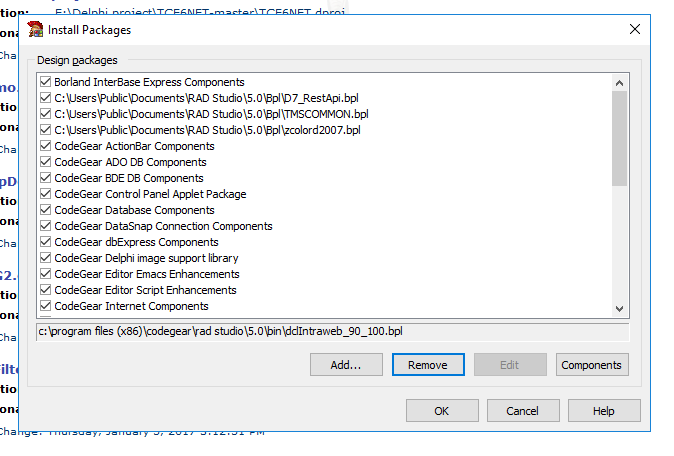 tion: E:\Delphi project\TCE6NET-master\TCE6NET.dproj
Install Packages
ona
Cha
Design packages
Borland InterBase Express Components
mo.
C:\Users\Public\Documents\RAD Studio\5.0\Bpl\D7_RestApi.bpl
tion
C:\Users\Public\Documents\RAD Studio\5.0\Bpl\TMSCOMMON.bpl
ona
C:\Users\Public\Documents\RAD Studio\5.0\Bpl\zcolord2007.bpl
CodeGear ActionBar Components
Cha
CodeGear ADO DB Components
CodeGear BDE DB Components
pD
CodeGear Control Panel Applet Package
tio
CodeGear Database Components
ona
CodeGear DataSnap Connection Components
CodeGear dbExpress Components
Cha
CodeGear Delphi image support library
G2.
CodeGear Editor Emacs Enhancements
CodeGear Editor Script Enhancements
tion
CodeGear Internet Components
ona
c:\program files (x86)\codegear\rad studio\5.0\bin\dclIntraweb_90_100.bpl
Cha
Filte
Add... Remove Edit Components
tion
ona
OK Cancel Help
Change: Thursday, January 5, 2017 5:12:51 PM